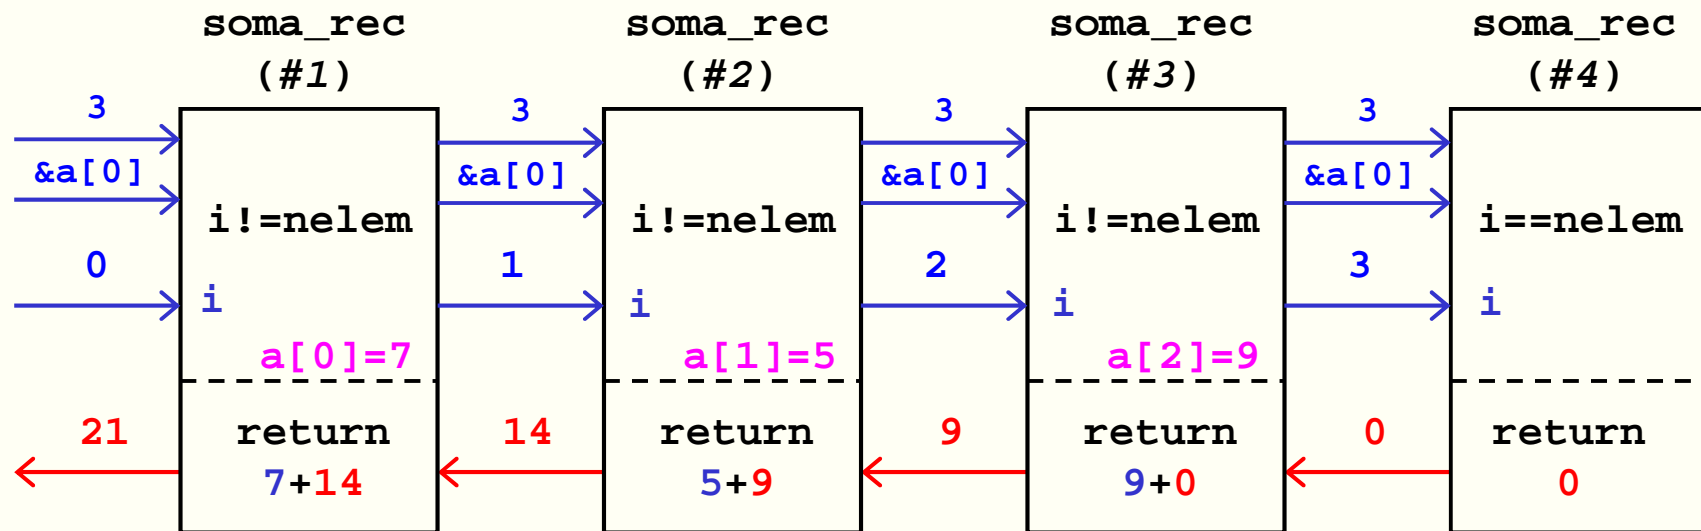 soma_rec soma_rec soma_rec soma_rec
(#1) (#2) (#3) (#4)
3 3 3 3
&a[0] &a[0] &a[0] &a[0]
i!=nelem i!=nelem i!=nelem i==nelem
0 1 2 3
i i i i
a[0]=7 a[1]=5 a[2]=9
21 return 14 return 9 return 0 return
7+14 5+9 9+0 0